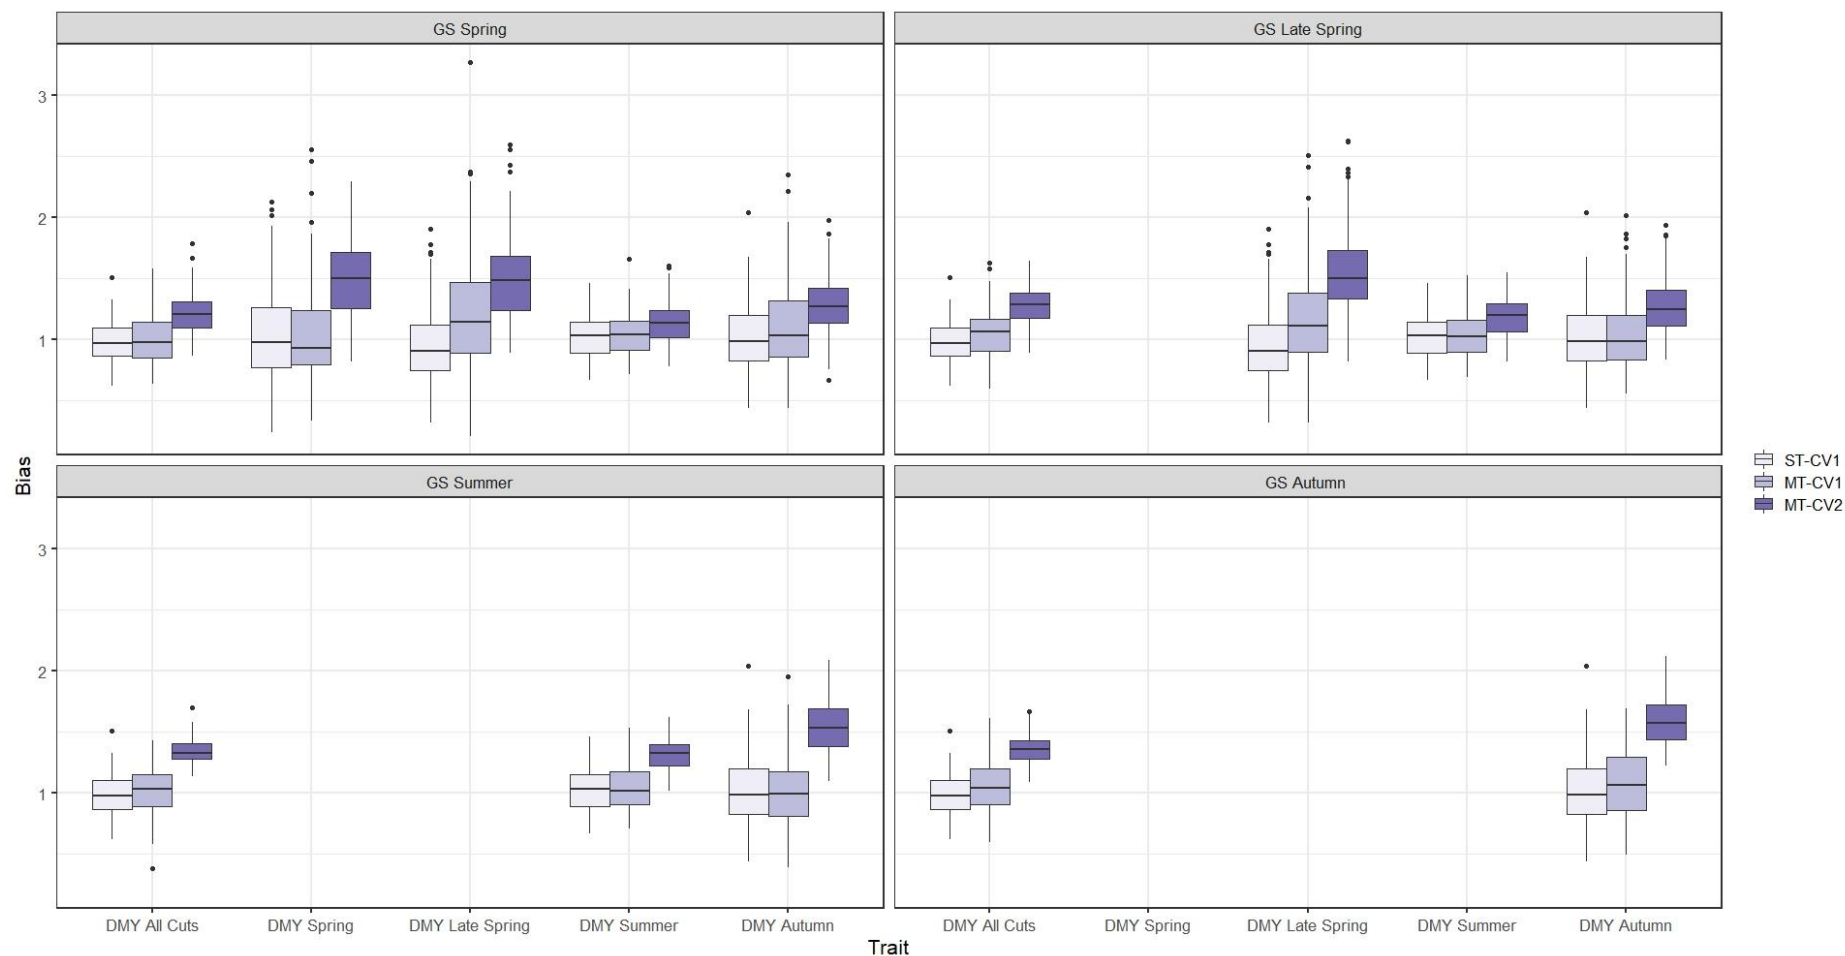 GS Spring
GS Late Spring
3
2
1
GS Summer
GS Autumn
3
2
1
DMY All Cuts
DMY Spring
DMY Late Spring
DMY Summer
DMY Autumn
DMY All Cuts
DMY Spring
DMY Late Spring
DMY Summer
DMY Autumn
Bias
Trait
ST-CV1
MT-CV1
MT-CV2